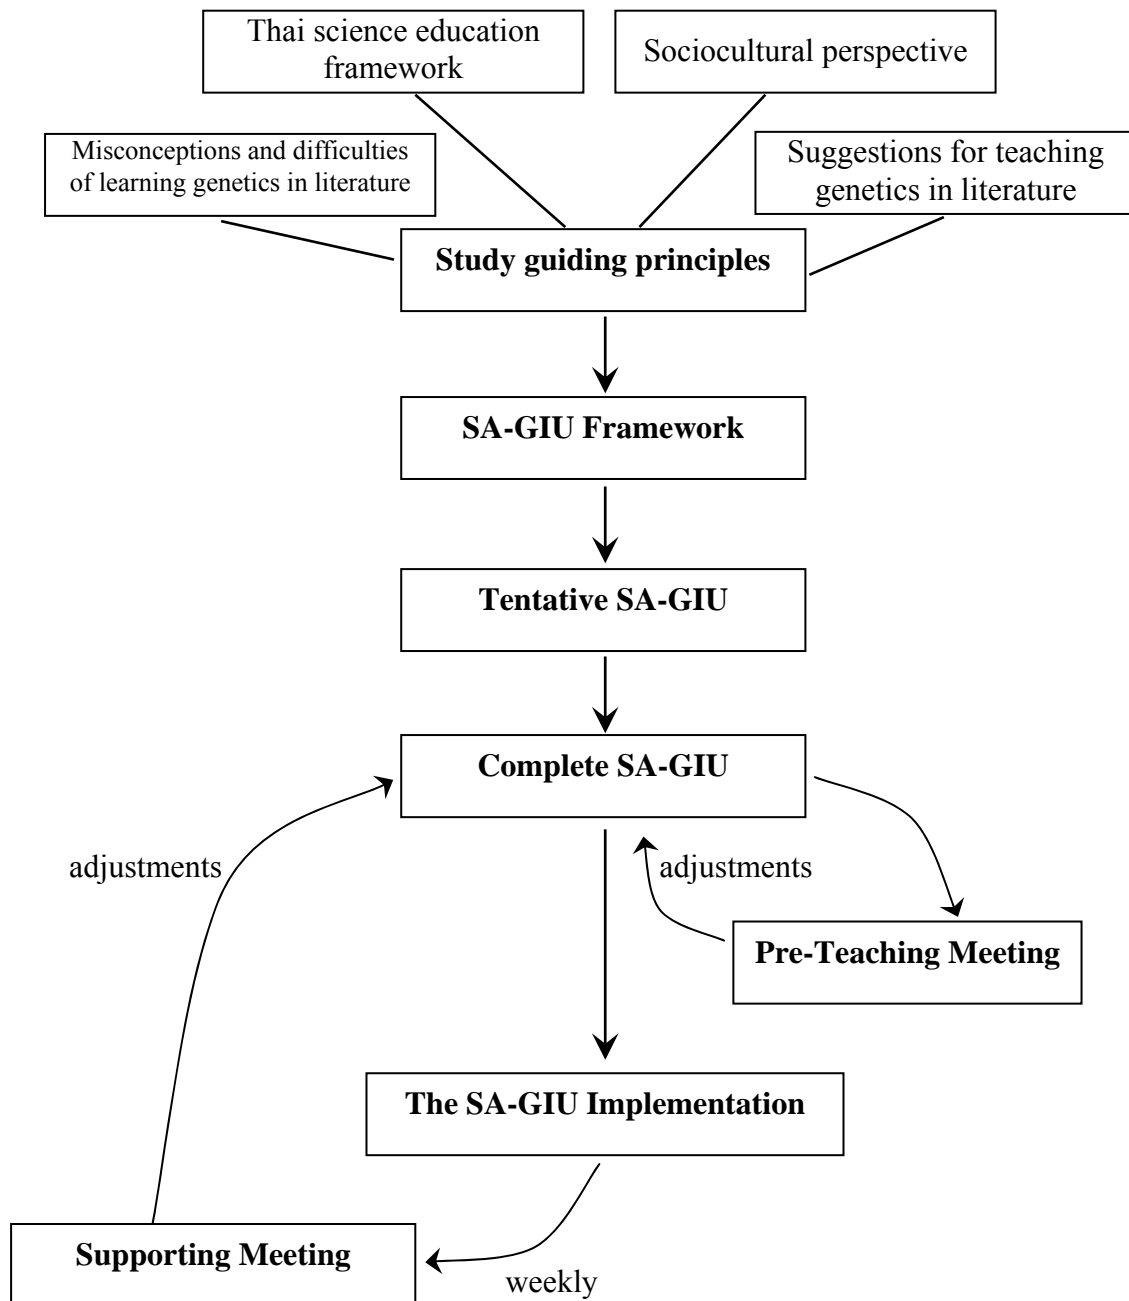 Thai science education
framework
Sociocultural perspective
Misconceptions and difficulties
of learning genetics in literature
Suggestions for teaching
genetics in literature
Study guiding principles
SA-GIU Framework
Tentative SA-GIU
Complete SA-GIU
adjustments
adjustments
Pre-Teaching Meeting
The SA-GIU Implementation
Supporting Meeting
weekly